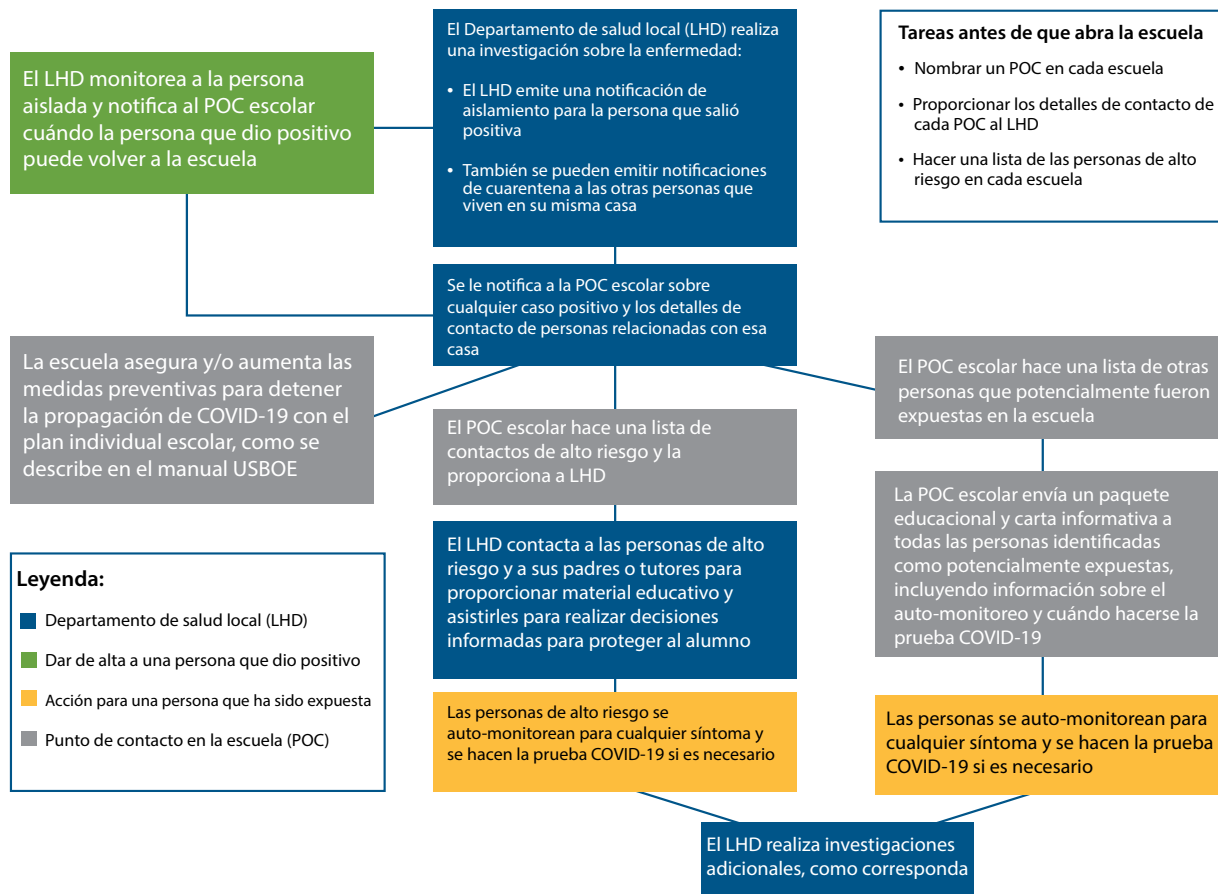 El LHD monitorea a la persona
aislada y notifica al POC escolar
cuándo la persona que dio positivo
puede volver a la escuela
El Departamento de salud local (LHD) realiza
una investigación sobre la enfermedad:
• El LHD emite una notificación de
aislamiento para la persona que salió
positiva
• También se pueden emitir notificaciones
de cuarentena a las otras personas que
viven en su misma casa
Tareas antes de que abra la escuela
• Nombrar un POC en cada escuela
• Proporcionar los detalles de contacto de
cada POC al LHD
• Hacer una lista de las personas de alto
riesgo en cada escuela
Se le notifica a la POC escolar sobre
cualquier caso positivo y los detalles de
contacto de personas relacionadas con esa
casa
La escuela asegura y/o aumenta las
medidas preventivas para detener
la propagación de COVID-19 con el
plan individual escolar, como se
describe en el manual USBOE
El POC escolar hace una lista de
contactos de alto riesgo y la
proporciona a LHD
El POC escolar hace una lista de otras
personas que potencialmente fueron
expuestas en la escuela
El LHD contacta a las personas de alto
riesgo y a sus padres o tutores para
proporcionar material educativo y
asistirles para realizar decisiones
informadas para proteger al alumno
La POC escolar envía un paquete
educacional y carta informativa a
todas las personas identificadas
como potencialmente expuestas,
incluyendo información sobre el
auto-monitoreo y cuándo hacerse la
prueba COVID-19
Leyenda:
Departamento de salud local (LHD)
Dar de alta a una persona que dio positivo
Acción para una persona que ha sido expuesta
Punto de contacto en la escuela (POC)
Las personas de alto riesgo se
auto-monitorean para cualquier síntoma y
se hacen la prueba COVID-19 si es necesario
Las personas se auto-monitorean para
cualquier síntoma y se hacen la prueba
COVID-19 si es necesario
El LHD realiza investigaciones
adicionales, como corresponda